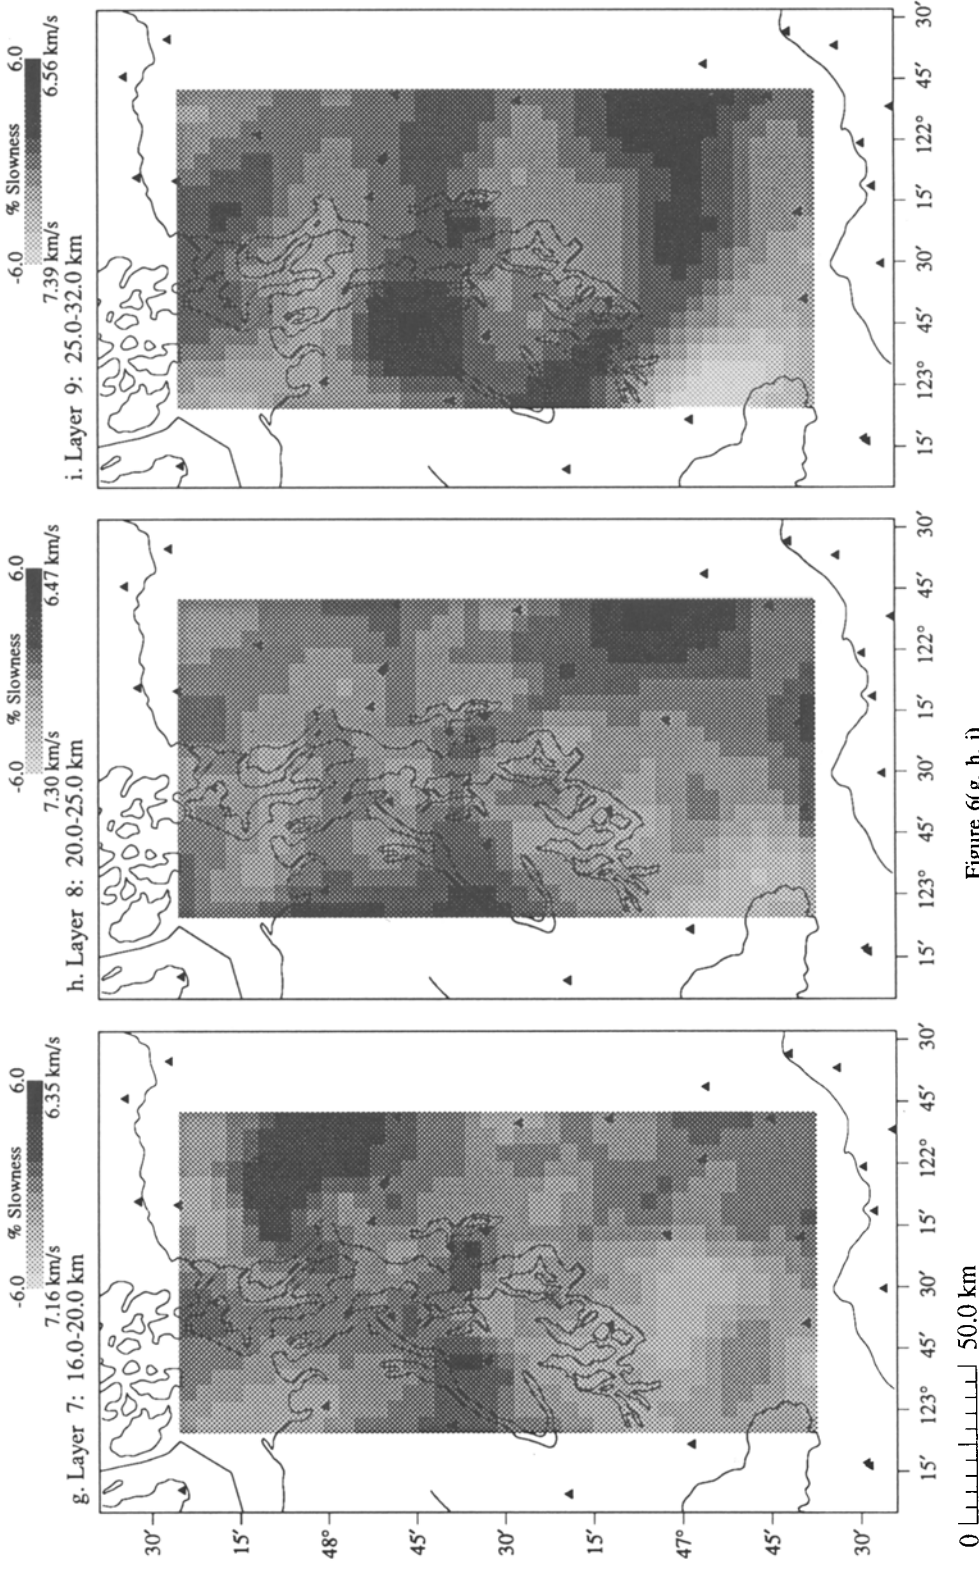 -6.0 % Slowness 6.0
7.16 km/s 6.35 km/s
g. Layer 7: 16.0-20.0 km
-6.0 % Slowness 6.0
7.30 km/s 6.47 km/s
h. Layer 8: 20.0-25.0 km
-6.0 % Slowness 6.0
7.39 km/s 6.56 km/s
i. Layer 9: 25.0-32.0 km
30′
15′
48°
45′
30′
15′
47°
45′
30′
15′ 123° 45′ 30′ 15′ 122° 45′ 30′
15′ 123° 45′ 30′ 15′ 122° 45′ 30′
15′ 123° 45′ 30′ 15′ 122° 45′ 30′
0 50.0 km
Figure 6(g, h, i)